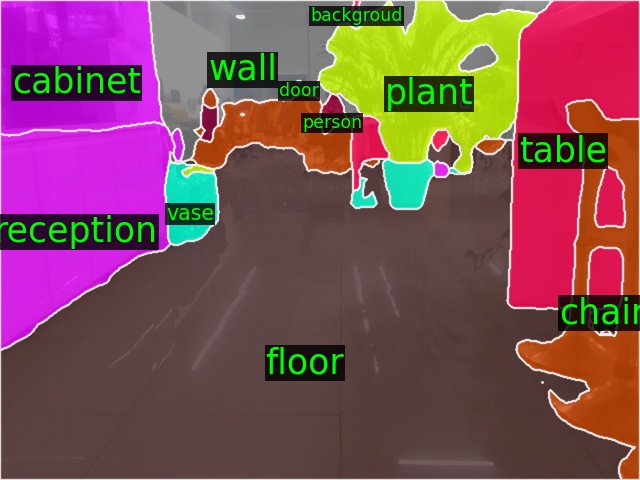 backgroud
wall
cabinet
door
plant
person
table
vase
reception
chair
floor